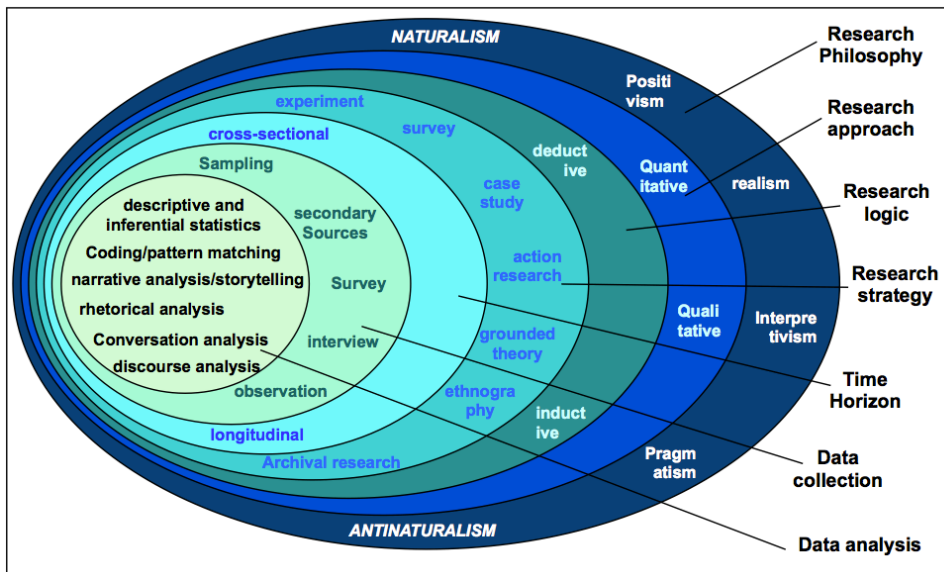 NATURALISM
Positi
vism
realism
Interpre
tivism
Pragm
atism
ANTINATURALISM
Quant
itative
Quali
tative
deduct
ive
induct
ive
experiment
survey
case
study
action
research
grounded
theory
ethnogra
phy
Archival research
cross-sectional
longitudinal
Sampling
secondary
Sources
Survey
interview
observation
descriptive and
inferential statistics
Coding/pattern matching
narrative analysis/storytelling
rhetorical analysis
Conversation analysis
discourse analysis
Research
Philosophy
Research
approach
Research
logic
Research
strategy
Time
Horizon
Data
collection
Data analysis